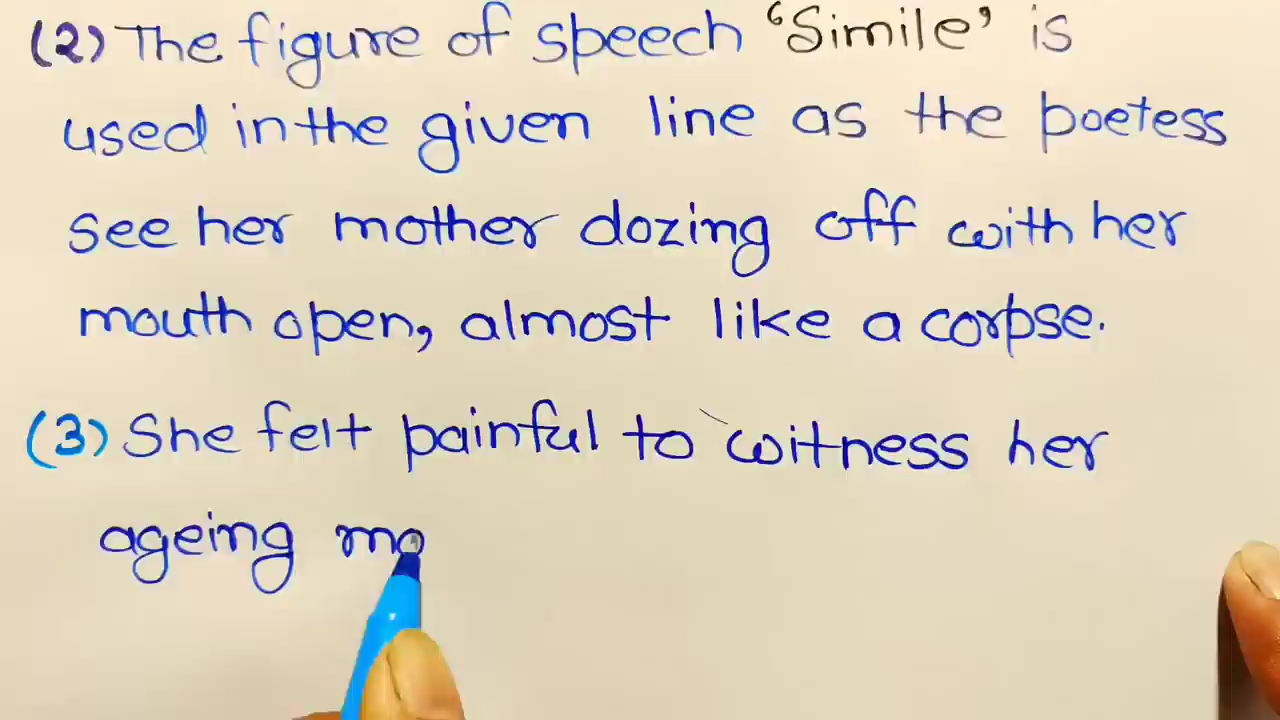 (2) The figure of speech 'Simile' is
used in the given line as the poetess
see her mother dozing off with her
mouth open, almost like a corpse.
(3) She felt painful to witness her
ageing mo